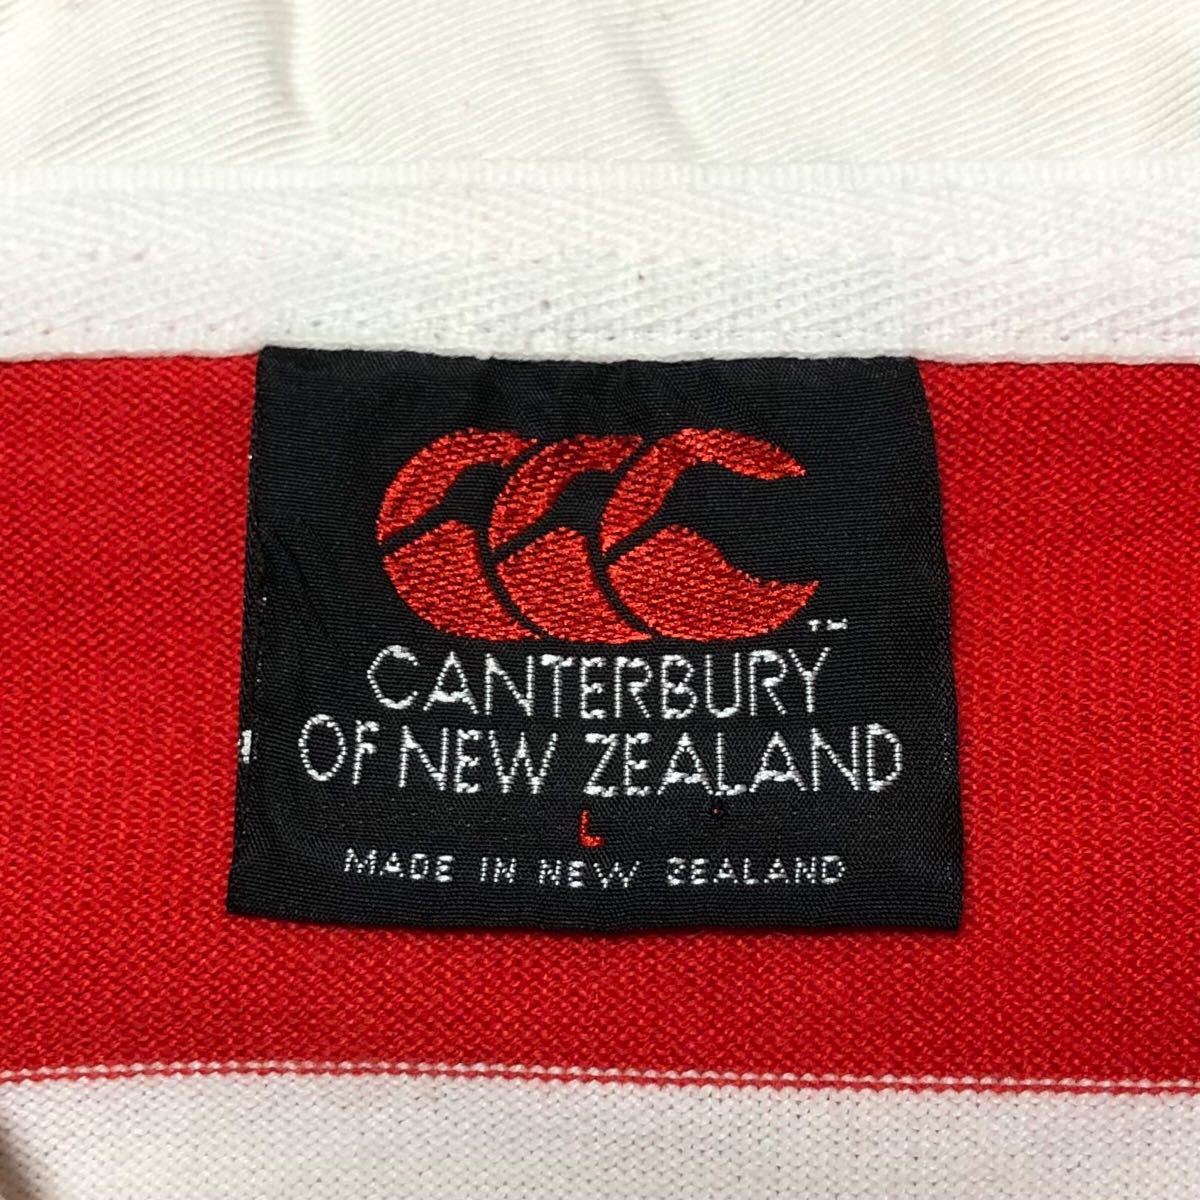 CANTERBURY™
OF NEW ZEALAND
L
MADE IN NEW ZEALAND